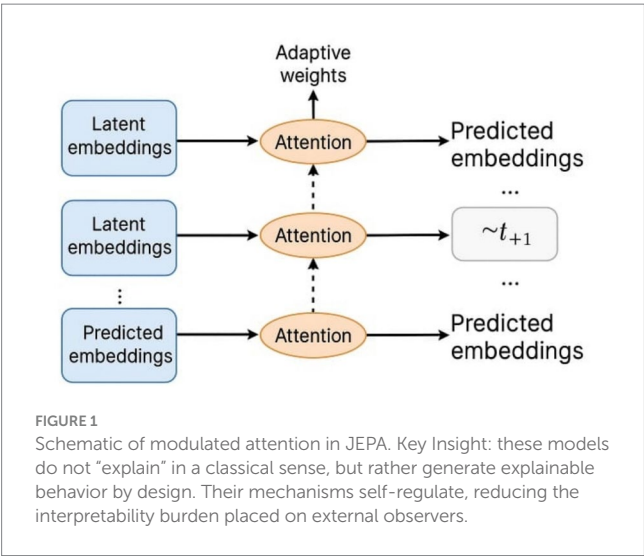 Adaptive
weights
Latent
embeddings
Attention
Predicted
embeddings
...
Latent
embeddings
Attention
~t+1
...
...
Predicted
embeddings
Attention
Predicted
embeddings
FIGURE 1
Schematic of modulated attention in JEPA. Key Insight: these models
do not “explain” in a classical sense, but rather generate explainable
behavior by design. Their mechanisms self-regulate, reducing the
interpretability burden placed on external observers.